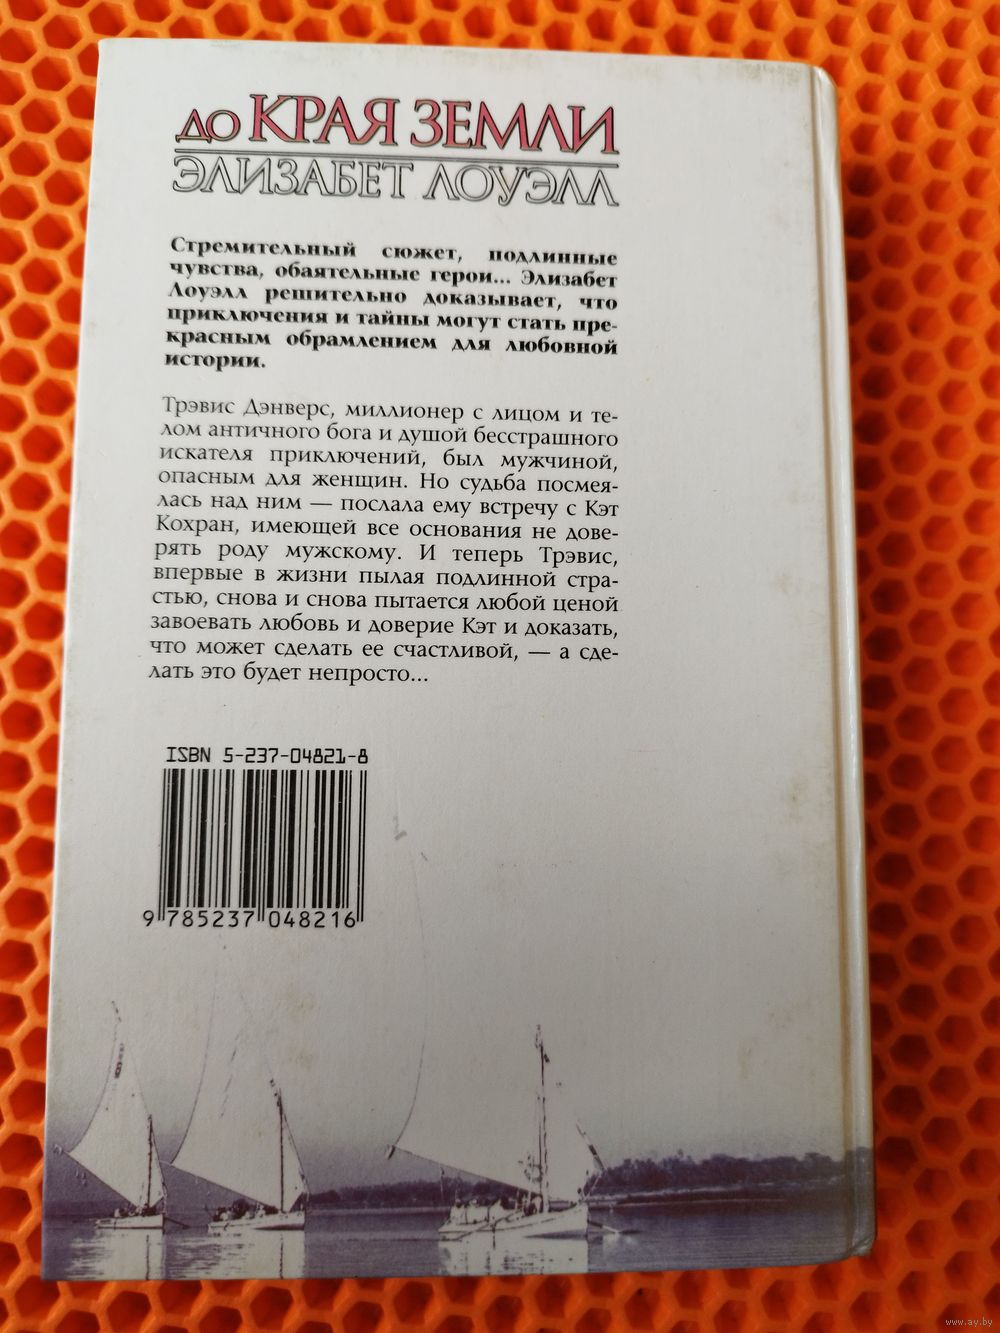 до КРАЯ ЗЕМЛИ
ЭЛИЗАБЕТ ЛОУЭЛЛ
Стремительный сюжет, подлинные
чувства, обаятельные герои... Элизабет
Лоуэлл решительно доказывает, что
приключения и тайны могут стать пре-
красным обрамлением для любовной
истории.
Трэвис Дэнверс, миллионер с лицом и те-
лом античного бога и душой бесстрашного
искателя приключений, был мужчиной,
опасным для женщин. Но судьба посмея-
лась над ним — послала ему встречу с Кэт
Кохран, имеющей все основания не дове-
рять роду мужскому. И теперь Трэвис,
впервые в жизни пылая подлинной стра-
стью, снова и снова пытается любой ценой
завоевать любовь и доверие Кэт и доказать,
что может сделать ее счастливой, — а сде-
лать это будет непросто...
ISBN 5-237-04821-8
9 785237 048216
www.ay.by